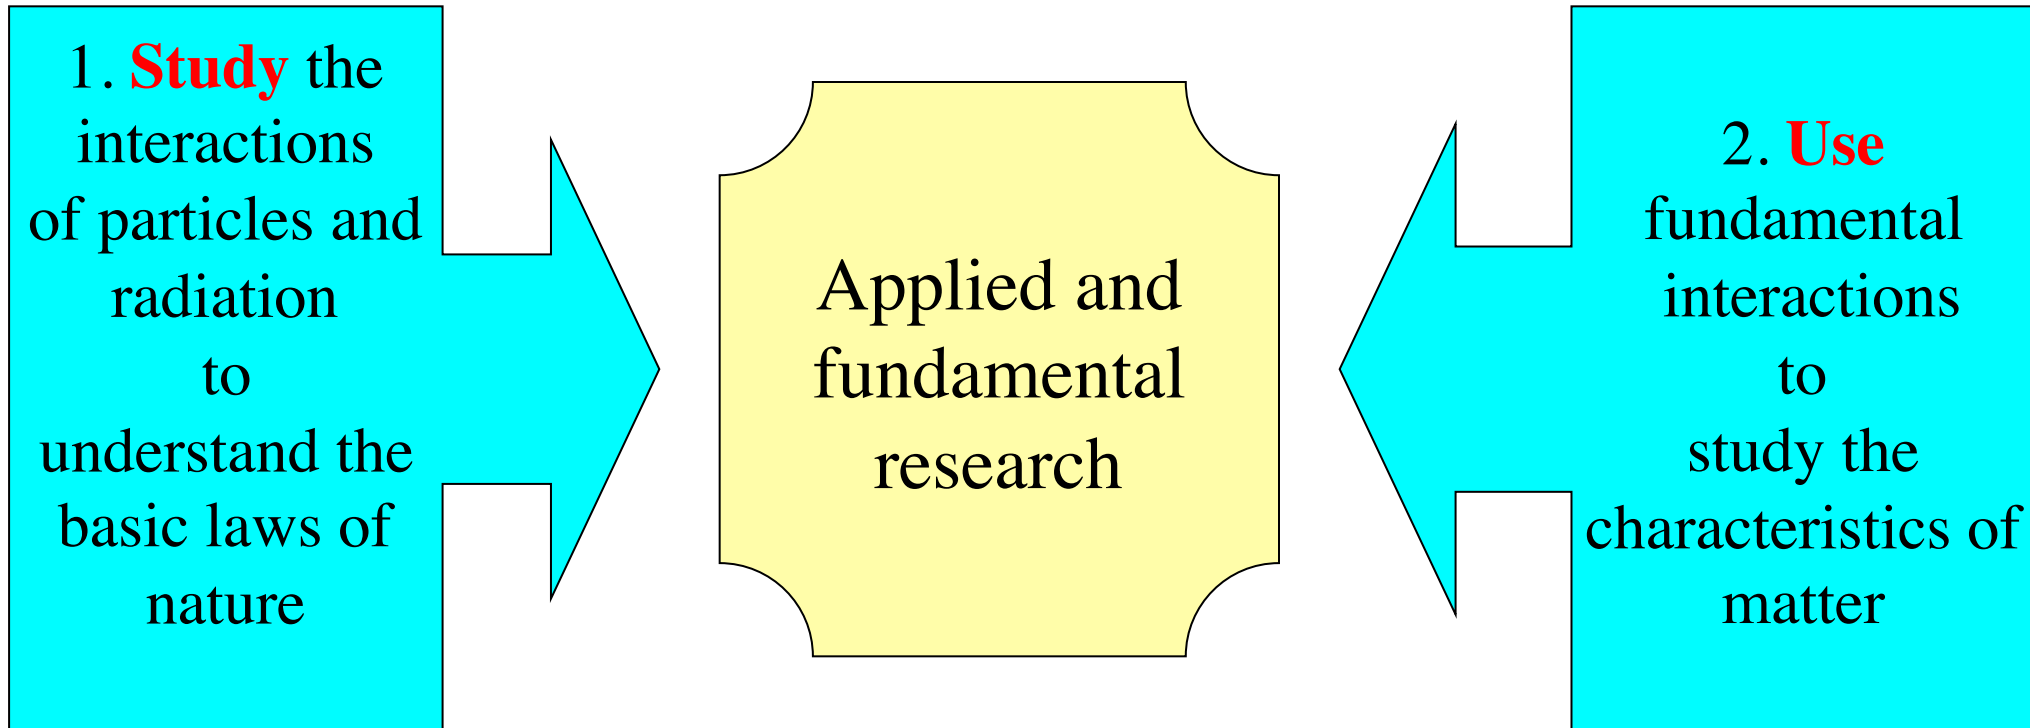 1. Study the
interactions
of particles and
radiation
to
understand the
basic laws of
nature
Applied and
fundamental
research
2. Use
fundamental
interactions
to
study the
characteristics of
matter